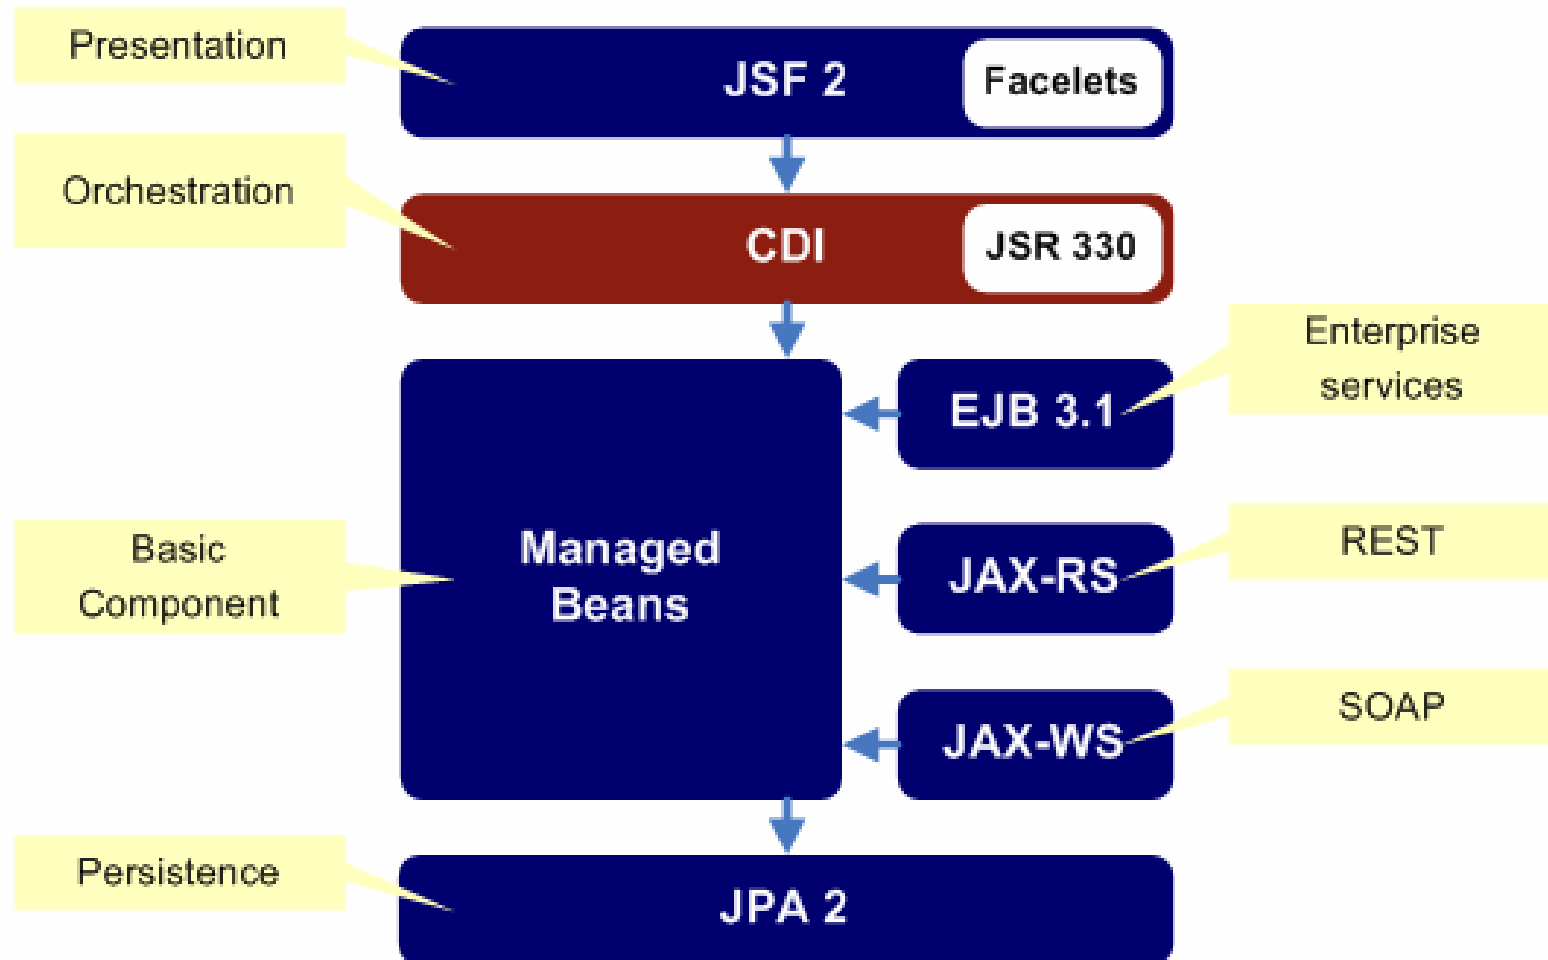 Presentation
JSF 2
Facelets
Orchestration
CDI
JSR 330
Enterprise
services
EJB 3.1
Basic
Component
Managed
Beans
JAX-RS
REST
JAX-WS
SOAP
Persistence
JPA 2